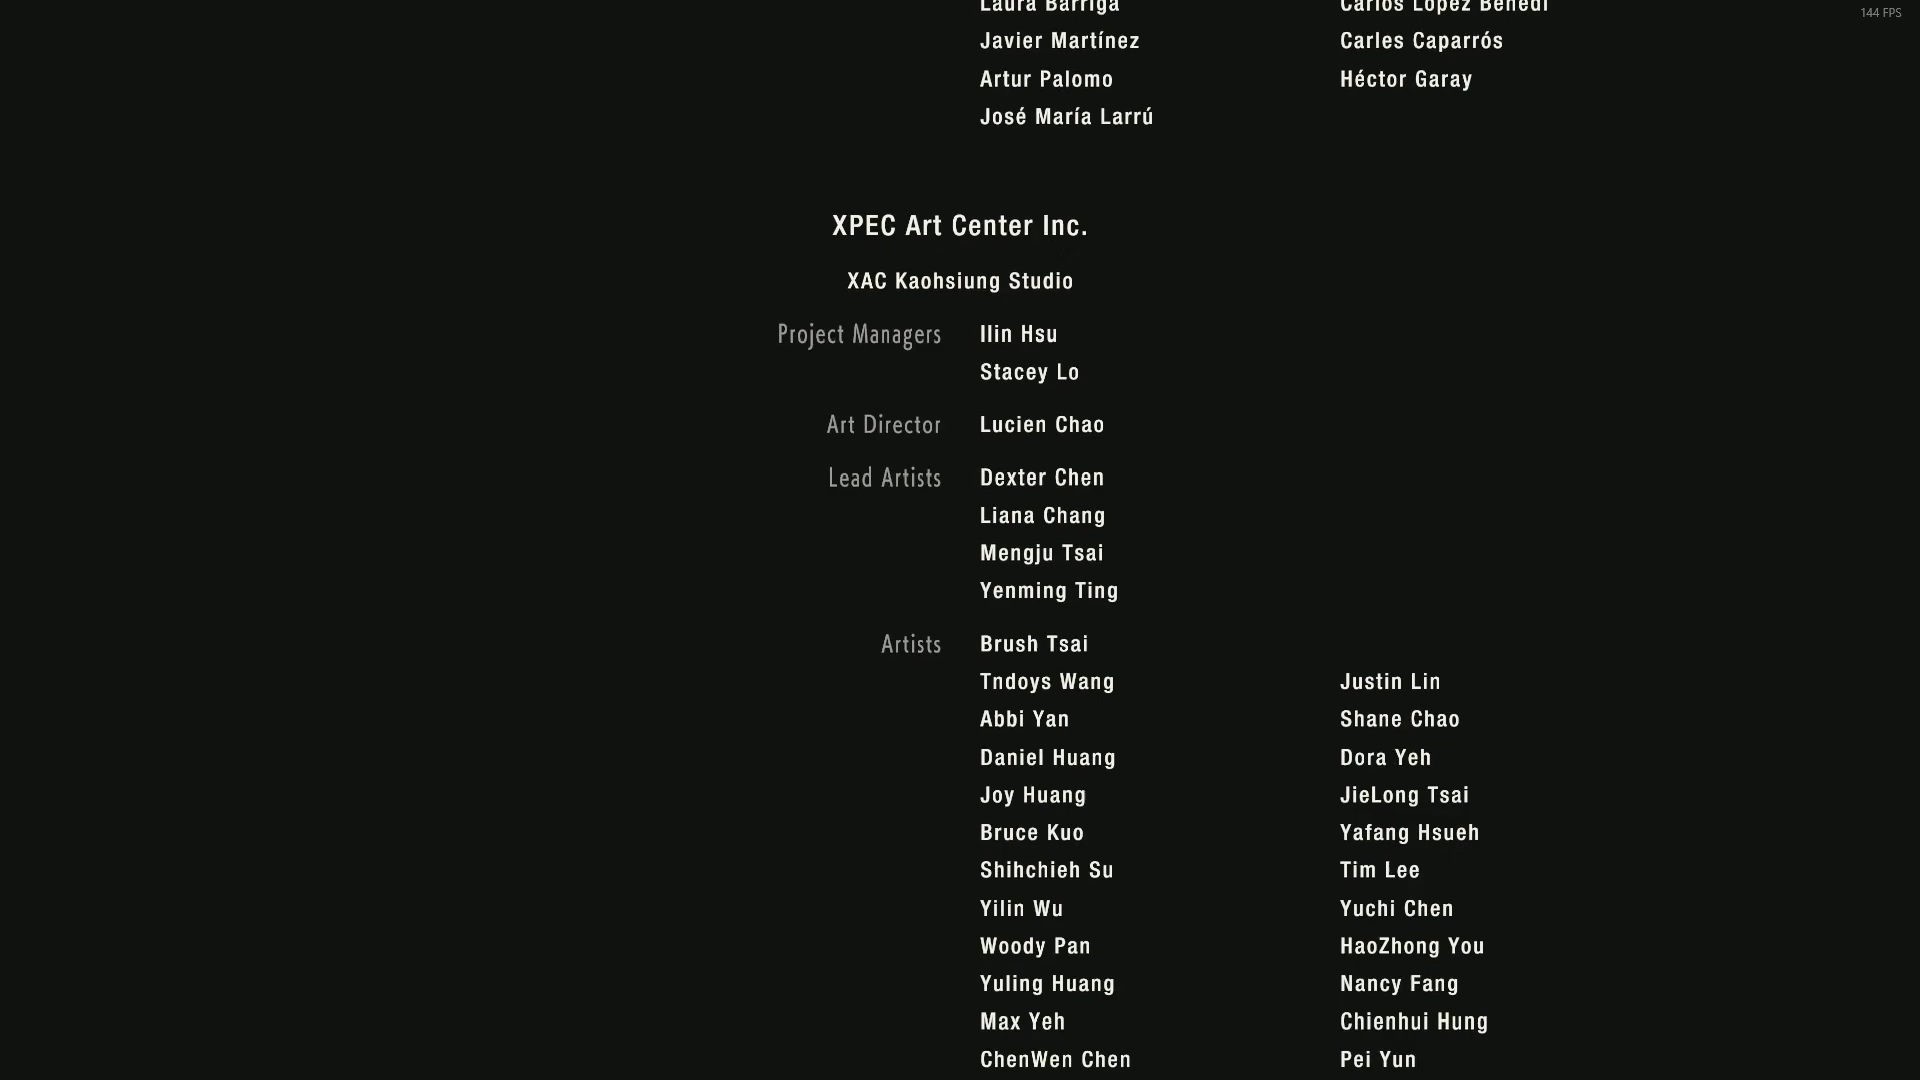 Laura Barriga Carlos López Benedí
144 FPS
Javier Martínez Carles Caparrós
Artur Palomo Héctor Garay
José María Larrú
XPEC Art Center Inc.
XAC Kaohsiung Studio
Project Managers Ilin Hsu
Stacey Lo
Art Director Lucien Chao
Lead Artists Dexter Chen
Liana Chang
Mengju Tsai
Yenming Ting
Artists Brush Tsai
Tndoys Wang Justin Lin
Abbi Yan Shane Chao
Daniel Huang Dora Yeh
Joy Huang JieLong Tsai
Bruce Kuo Yafang Hsueh
Shihchieh Su Tim Lee
Yilin Wu Yuchi Chen
Woody Pan HaoZhong You
Yuling Huang Nancy Fang
Max Yeh Chienhui Hung
ChenWen Chen Pei Yun